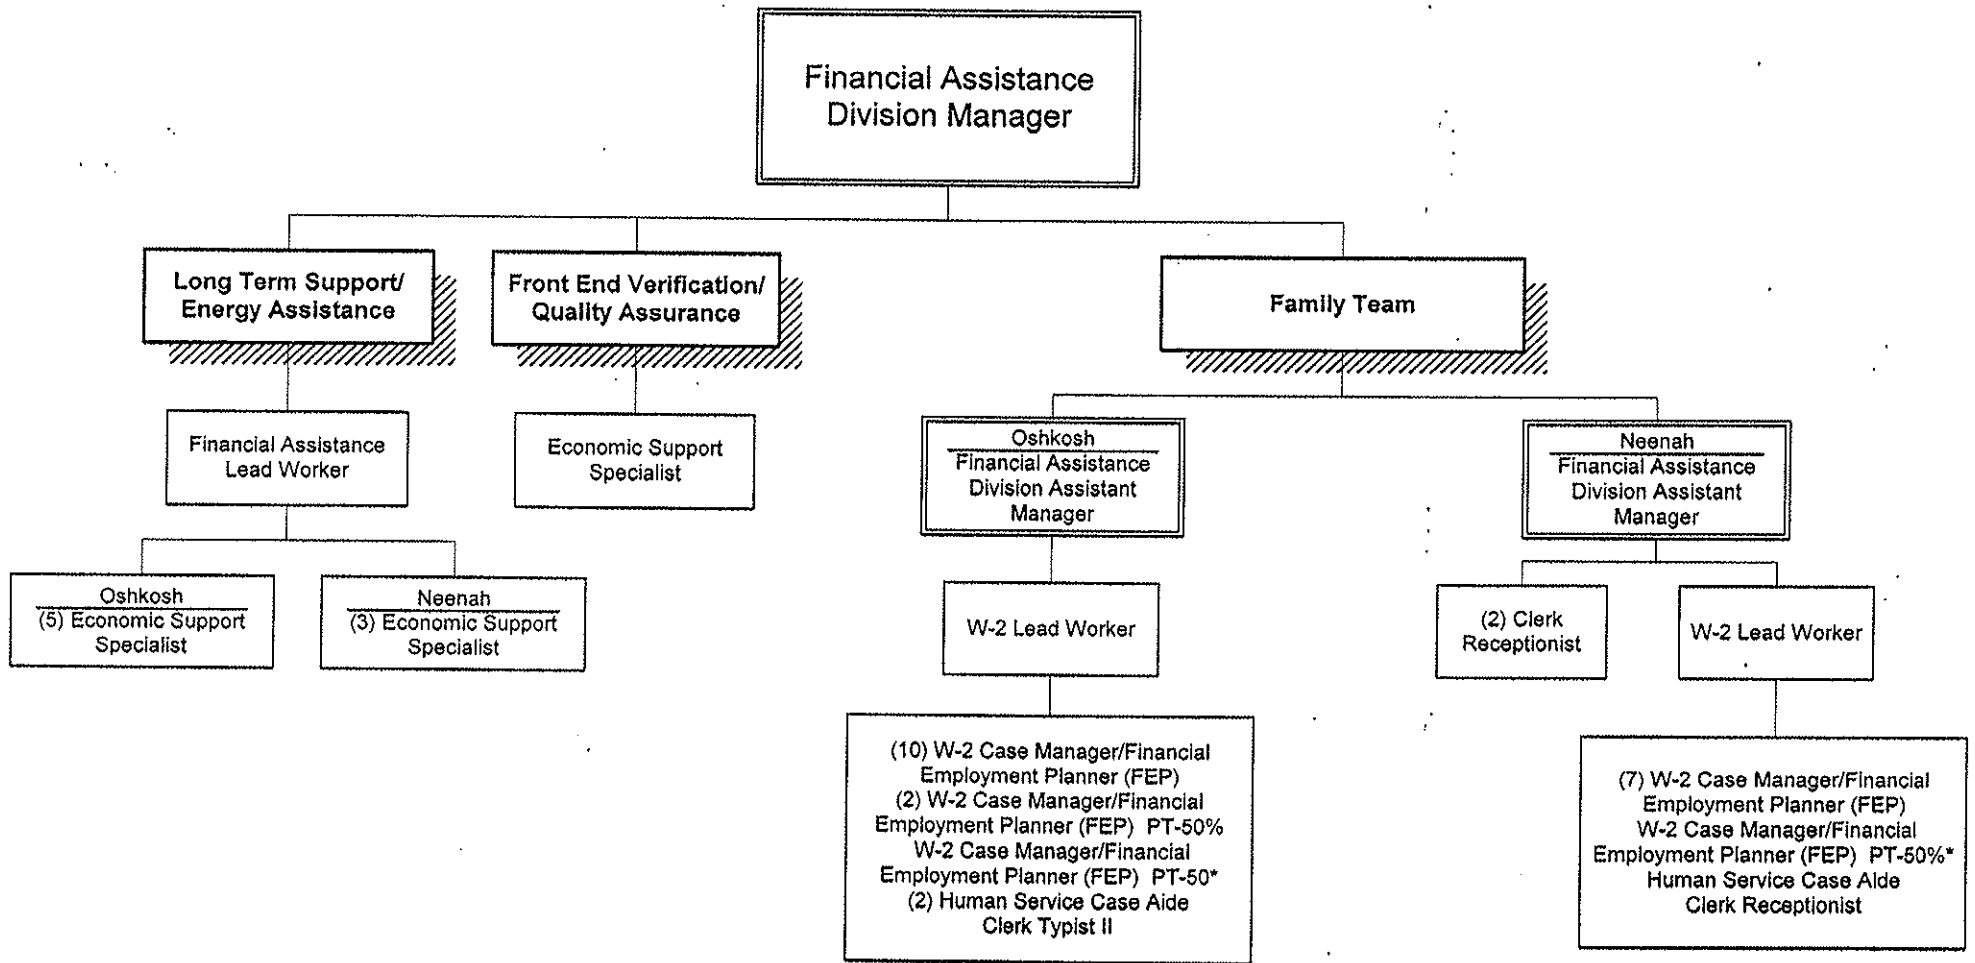 Financial Assistance
Division Manager
Long Term Support/
Energy Assistance
Front End Verification/
Quality Assurance
Family Team
Financial Assistance
Lead Worker
Economic Support
Specialist
Oshkosh
Financial Assistance
Division Assistant
Manager
Neenah
Financial Assistance
Division Assistant
Manager
Oshkosh
(5) Economic Support
Specialist
Neenah
(3) Economic Support
Specialist
W-2 Lead Worker
(2) Clerk
Receptionist
W-2 Lead Worker
(10) W-2 Case Manager/Financial
Employment Planner (FEP)
(2) W-2 Case Manager/Financial
Employment Planner (FEP) PT-50%
W-2 Case Manager/Financial
Employment Planner (FEP) PT-50*
(2) Human Service Case Aide
Clerk Typist II
(7) W-2 Case Manager/Financial
Employment Planner (FEP)
W-2 Case Manager/Financial
Employment Planner (FEP) PT-50%*
Human Service Case Aide
Clerk Receptionist